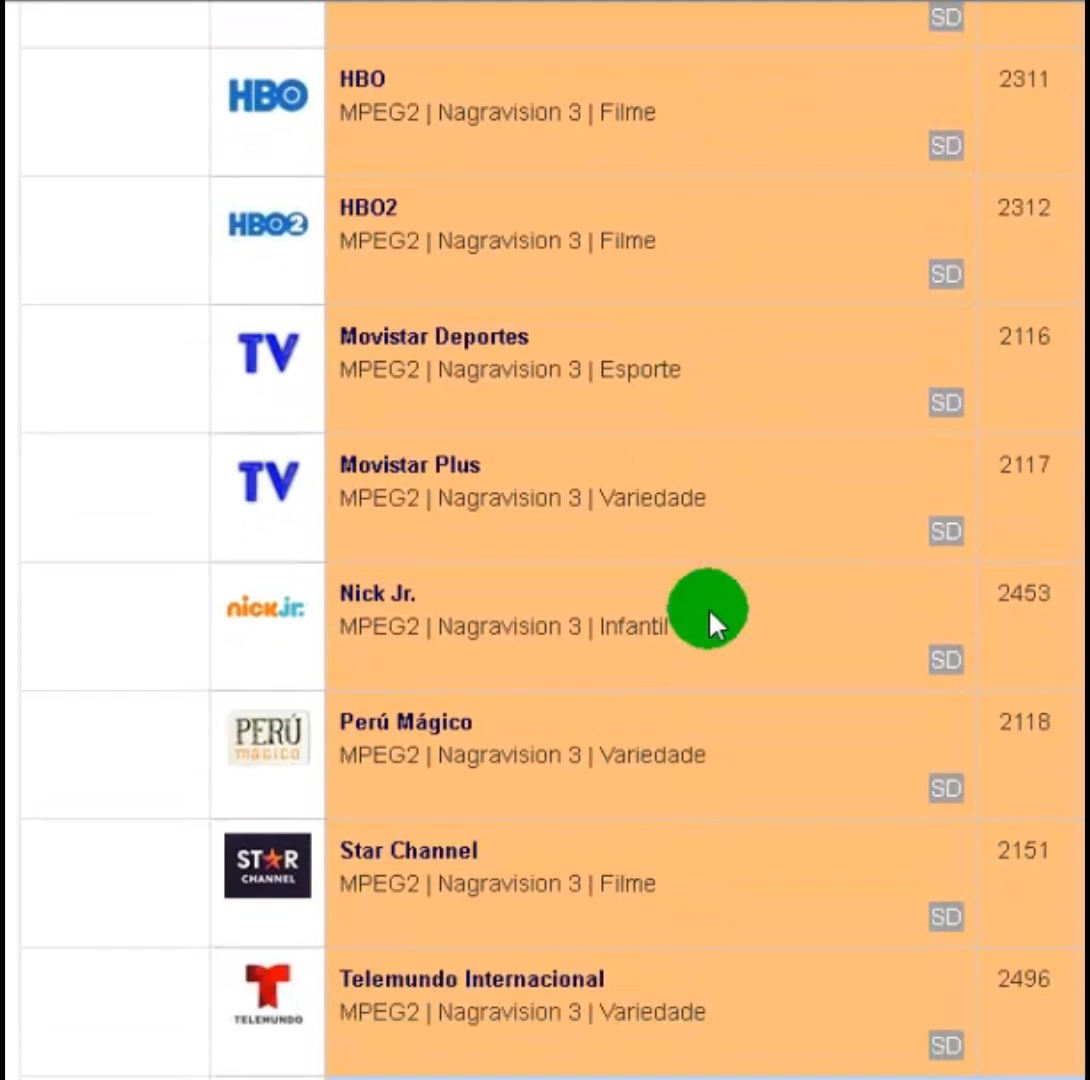 SD
HBO
HBO
2311
MPEG2 | Nagravision 3 | Filme
SD
HBO2
HBO2
2312
MPEG2 | Nagravision 3 | Filme
SD
TV
Movistar Deportes
2116
MPEG2 | Nagravision 3 | Esporte
SD
TV
Movistar Plus
2117
MPEG2 | Nagravision 3 | Variedade
SD
nickjr.
Nick Jr.
2453
MPEG2 | Nagravision 3 | Infantil
SD
PERÚ
mágico
Perú Mágico
2118
MPEG2 | Nagravision 3 | Variedade
SD
STAR
CHANNEL
Star Channel
2151
MPEG2 | Nagravision 3 | Filme
SD
TELEMUNDO
Telemundo Internacional
2496
MPEG2 | Nagravision 3 | Variedade
SD